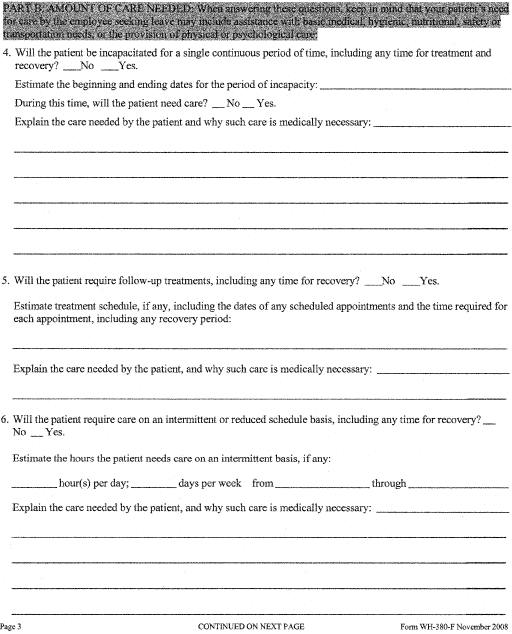 PART B: AMOUNT OF CARE NEEDED: When answering these questions, keep in mind that your patient's need
for care by the employee seeking leave may include assistance with basic medical, hygienic, nutritional, safety or
transportation needs, or the provision of physical or psychological care:
4. Will the patient be incapacitated for a single continuous period of time, including any time for treatment and
recovery? ___No ___Yes.
Estimate the beginning and ending dates for the period of incapacity: ___
During this time, will the patient need care? __ No __ Yes.
Explain the care needed by the patient and why such care is medically necessary: ___
5. Will the patient require follow-up treatments, including any time for recovery? ___No ___Yes.
Estimate treatment schedule, if any, including the dates of any scheduled appointments and the time required for
each appointment, including any recovery period:
Explain the care needed by the patient, and why such care is medically necessary: ___
6. Will the patient require care on an intermittent or reduced schedule basis, including any time for recovery? __
No __ Yes.
Estimate the hours the patient needs care on an intermittent basis, if any:
________ hour(s) per day; ________ days per week from ________ through ________
Explain the care needed by the patient, and why such care is medically necessary: ___
Page 3 CONTINUED ON NEXT PAGE Form WH-380-F November 2008